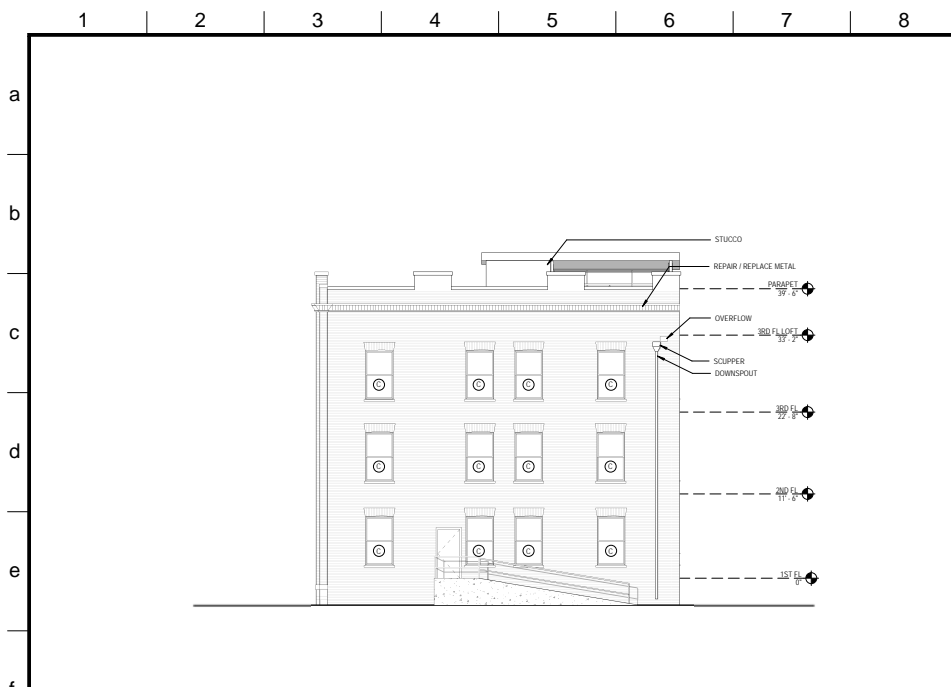 1 2 3 4 5 6 7 8
a
b
STUCCO
REPAIR / REPLACE METAL
PARAPET
39' - 6"
c
OVERFLOW
3RD FL LOFT
33' - 2"
SCUPPER
DOWNSPOUT
C C C C
3RD FL
22' - 8"
d
C C C C
2ND FL
11' - 6"
C C C C
e
1ST FL
0"
f